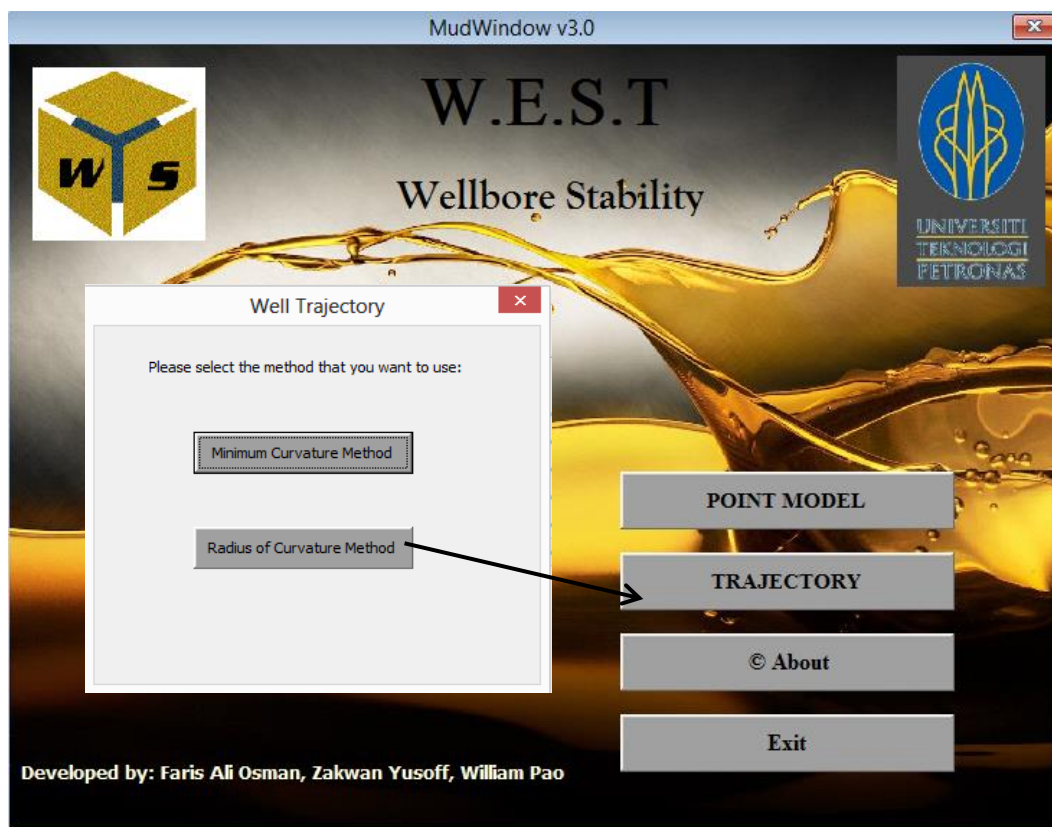 MudWindow v3.0
W.E.S.T
Wellbore Stability
W S
UNIVERSITI
TEKNOLOGI
PETRONAS
Well Trajectory
Please select the method that you want to use:
Minimum Curvature Method
Radius of Curvature Method
POINT MODEL
TRAJECTORY
© About
Exit
Developed by: Faris Ali Osman, Zakwan Yusoff, William Pao